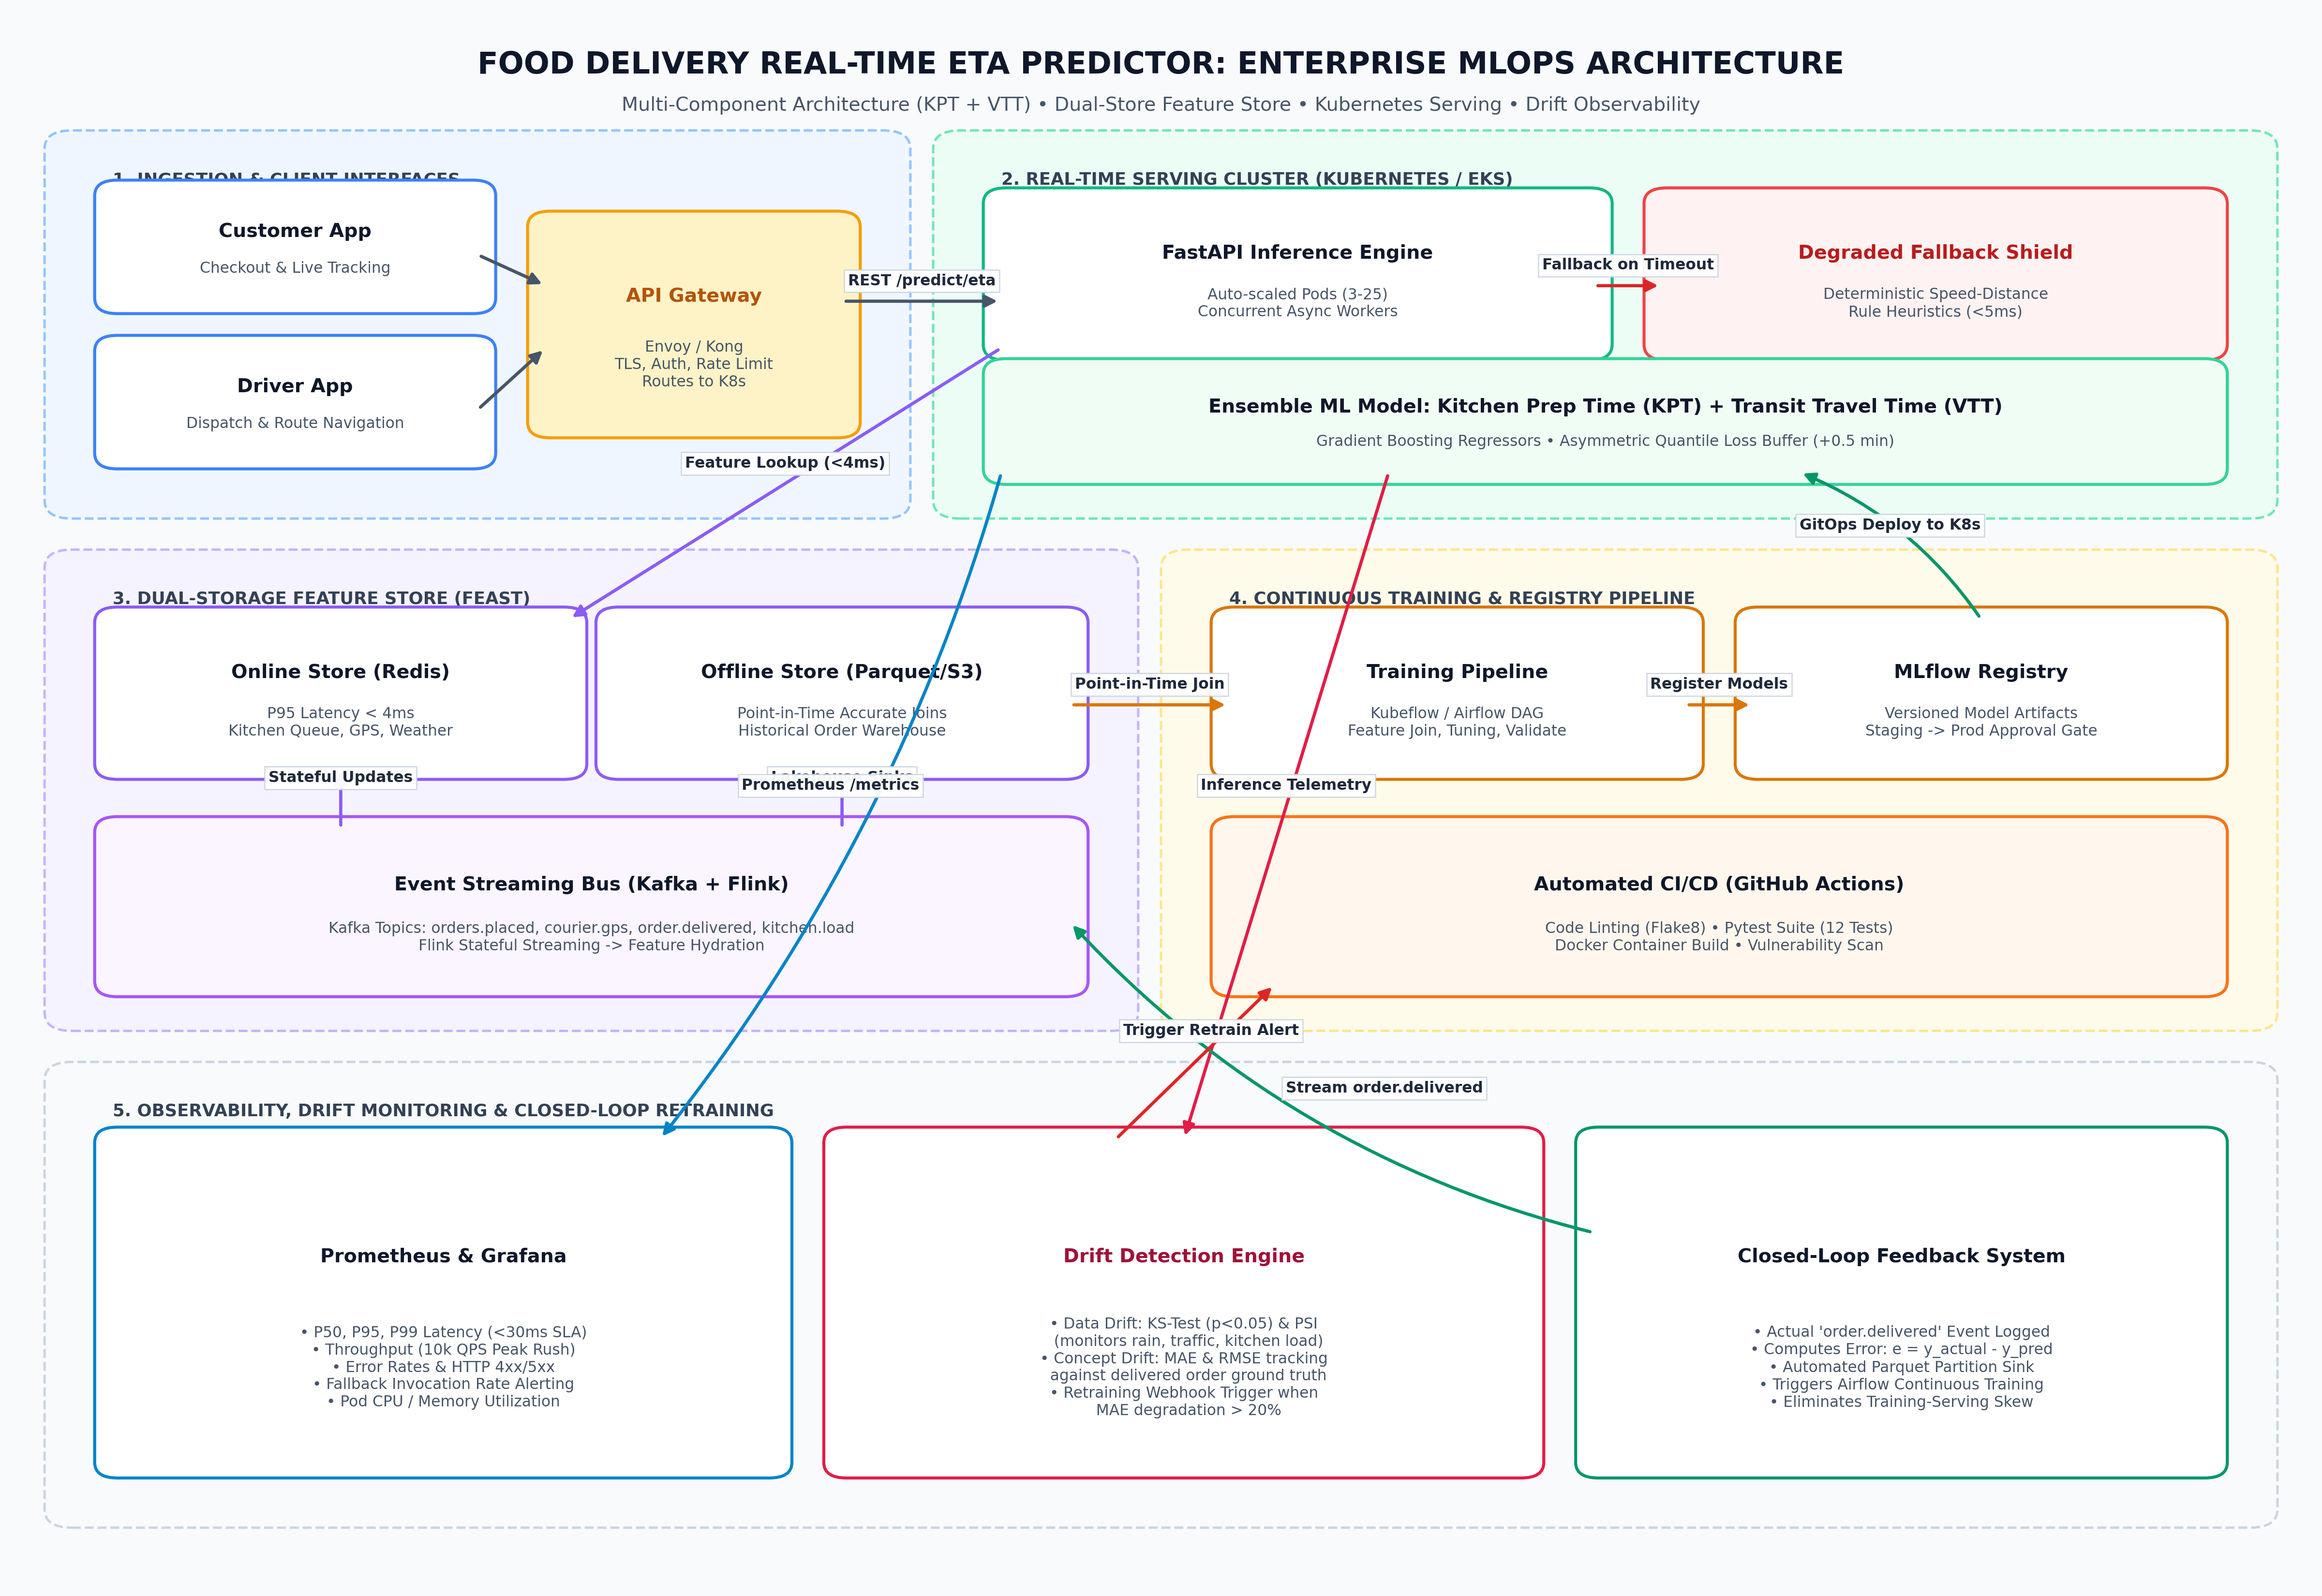 FOOD DELIVERY REAL-TIME ETA PREDICTOR: ENTERPRISE MLOPS ARCHITECTURE
Multi-Component Architecture (KPT + VTT) • Dual-Store Feature Store • Kubernetes Serving • Drift Observability
1. INGESTION & CLIENT INTERFACES
Customer App
Checkout & Live Tracking
Driver App
Dispatch & Route Navigation
API Gateway
Envoy / Kong
TLS, Auth, Rate Limit
Routes to K8s
REST /predict/eta
2. REAL-TIME SERVING CLUSTER (KUBERNETES / EKS)
FastAPI Inference Engine
Auto-scaled Pods (3-25)
Concurrent Async Workers
Fallback on Timeout
Degraded Fallback Shield
Deterministic Speed-Distance
Rule Heuristics (<5ms)
Ensemble ML Model: Kitchen Prep Time (KPT) + Transit Travel Time (VTT)
Gradient Boosting Regressors • Asymmetric Quantile Loss Buffer (+0.5 min)
Feature Lookup (<4ms)
GitOps Deploy to K8s
3. DUAL-STORAGE FEATURE STORE (FEAST)
Online Store (Redis)
P95 Latency < 4ms
Kitchen Queue, GPS, Weather
Offline Store (Parquet/S3)
Point-in-Time Accurate Joins
Historical Order Warehouse
Point-in-Time Join
Stateful Updates
Lakehouse Sinks
Prometheus /metrics
Event Streaming Bus (Kafka + Flink)
Kafka Topics: orders.placed, courier.gps, order.delivered, kitchen.load
Flink Stateful Streaming -> Feature Hydration
4. CONTINUOUS TRAINING & REGISTRY PIPELINE
Training Pipeline
Kubeflow / Airflow DAG
Feature Join, Tuning, Validate
Register Models
MLflow Registry
Versioned Model Artifacts
Staging -> Prod Approval Gate
Inference Telemetry
Automated CI/CD (GitHub Actions)
Code Linting (Flake8) • Pytest Suite (12 Tests)
Docker Container Build • Vulnerability Scan
Trigger Retrain Alert
Stream order.delivered
5. OBSERVABILITY, DRIFT MONITORING & CLOSED-LOOP RETRAINING
Prometheus & Grafana
• P50, P95, P99 Latency (<30ms SLA)
• Throughput (10k QPS Peak Rush)
• Error Rates & HTTP 4xx/5xx
• Fallback Invocation Rate Alerting
• Pod CPU / Memory Utilization
Drift Detection Engine
• Data Drift: KS-Test (p<0.05) & PSI
(monitors rain, traffic, kitchen load)
• Concept Drift: MAE & RMSE tracking
against delivered order ground truth
• Retraining Webhook Trigger when
MAE degradation > 20%
Closed-Loop Feedback System
• Actual 'order.delivered' Event Logged
• Computes Error: e = y_actual - y_pred
• Automated Parquet Partition Sink
• Triggers Airflow Continuous Training
• Eliminates Training-Serving Skew